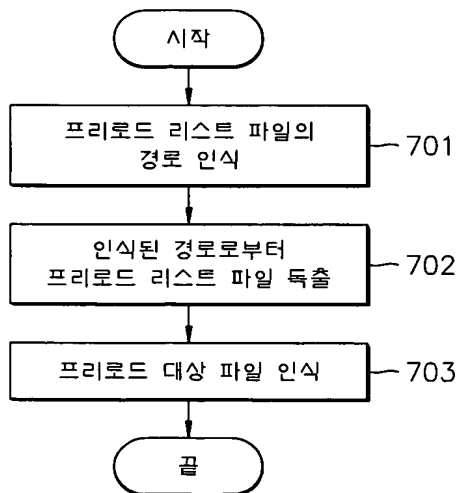 시작
프리로드 리스트 파일의
경로 인식
701
인식된 경로로부터
프리로드 리스트 파일 독출
702
프리로드 대상 파일 인식
703
끝